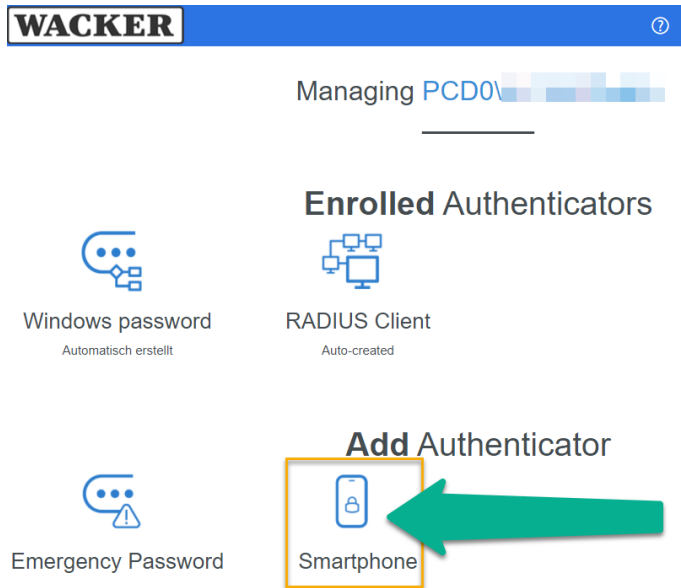 WACKER
Managing PCD0\
Enrolled Authenticators
Windows password
Automatisch erstellt
RADIUS Client
Auto-created
Add Authenticator
Emergency Password
Smartphone